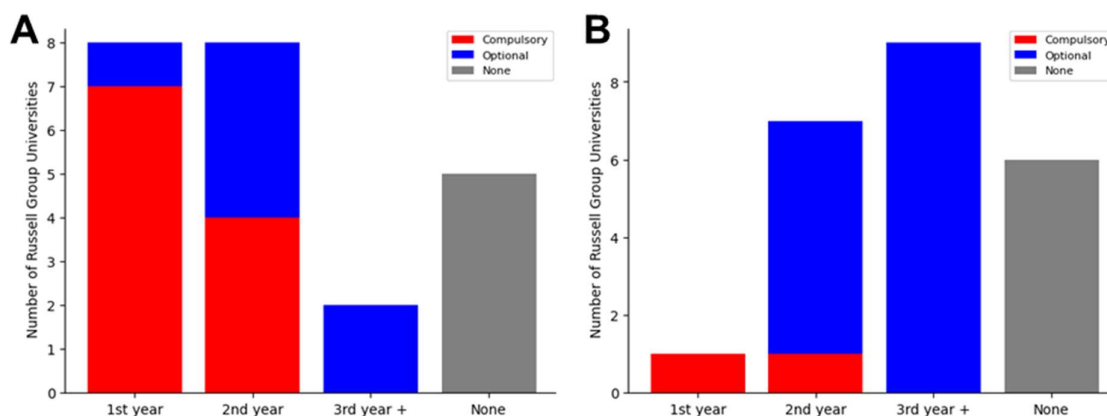 A
Number of Russell Group Universities
8
7
6
5
4
3
2
1
0
1st year 2nd year 3rd year + None
Compulsory
Optional
None
B
Number of Russell Group Universities
8
6
4
2
0
1st year 2nd year 3rd year + None
Compulsory
Optional
None